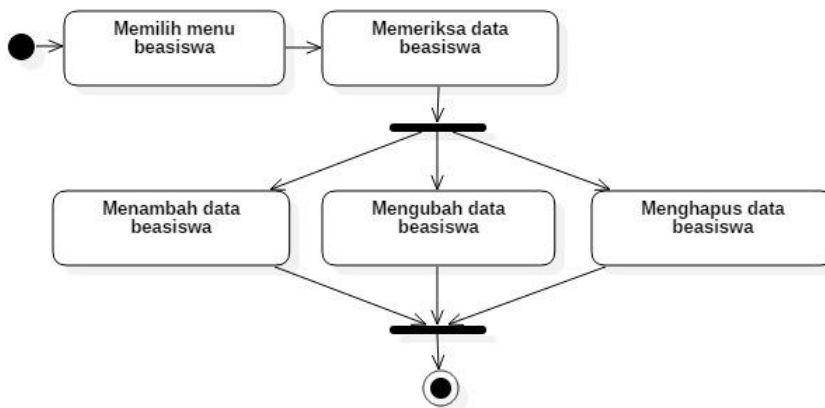 Memilih menu
beasiswa
Memeriksa data
beasiswa
Menambah data
beasiswa
Mengubah data
beasiswa
Menghapus data
beasiswa